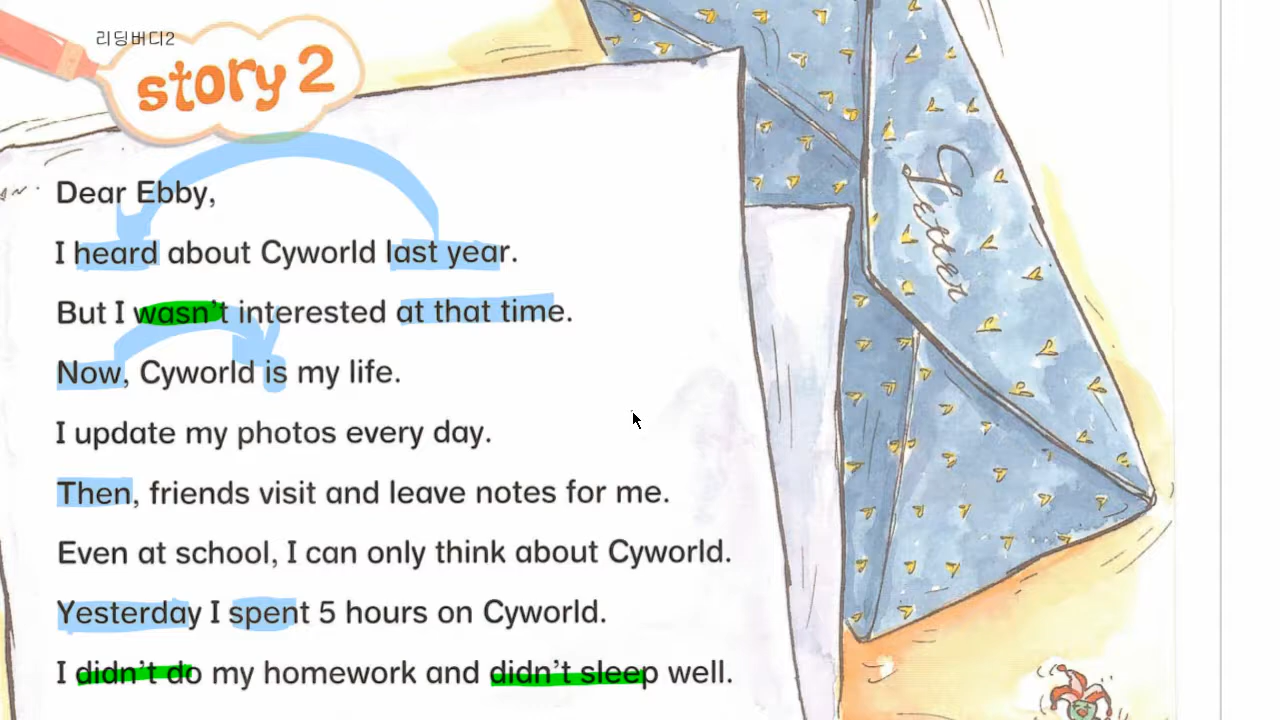 리딩버디2
story 2
Dear Ebby,
I heard about Cyworld last year.
But I wasn't interested at that time.
Now, Cyworld is my life.
I update my photos every day.
Then, friends visit and leave notes for me.
Even at school, I can only think about Cyworld.
Yesterday I spent 5 hours on Cyworld.
I didn't do my homework and didn't sleep well.
Letter